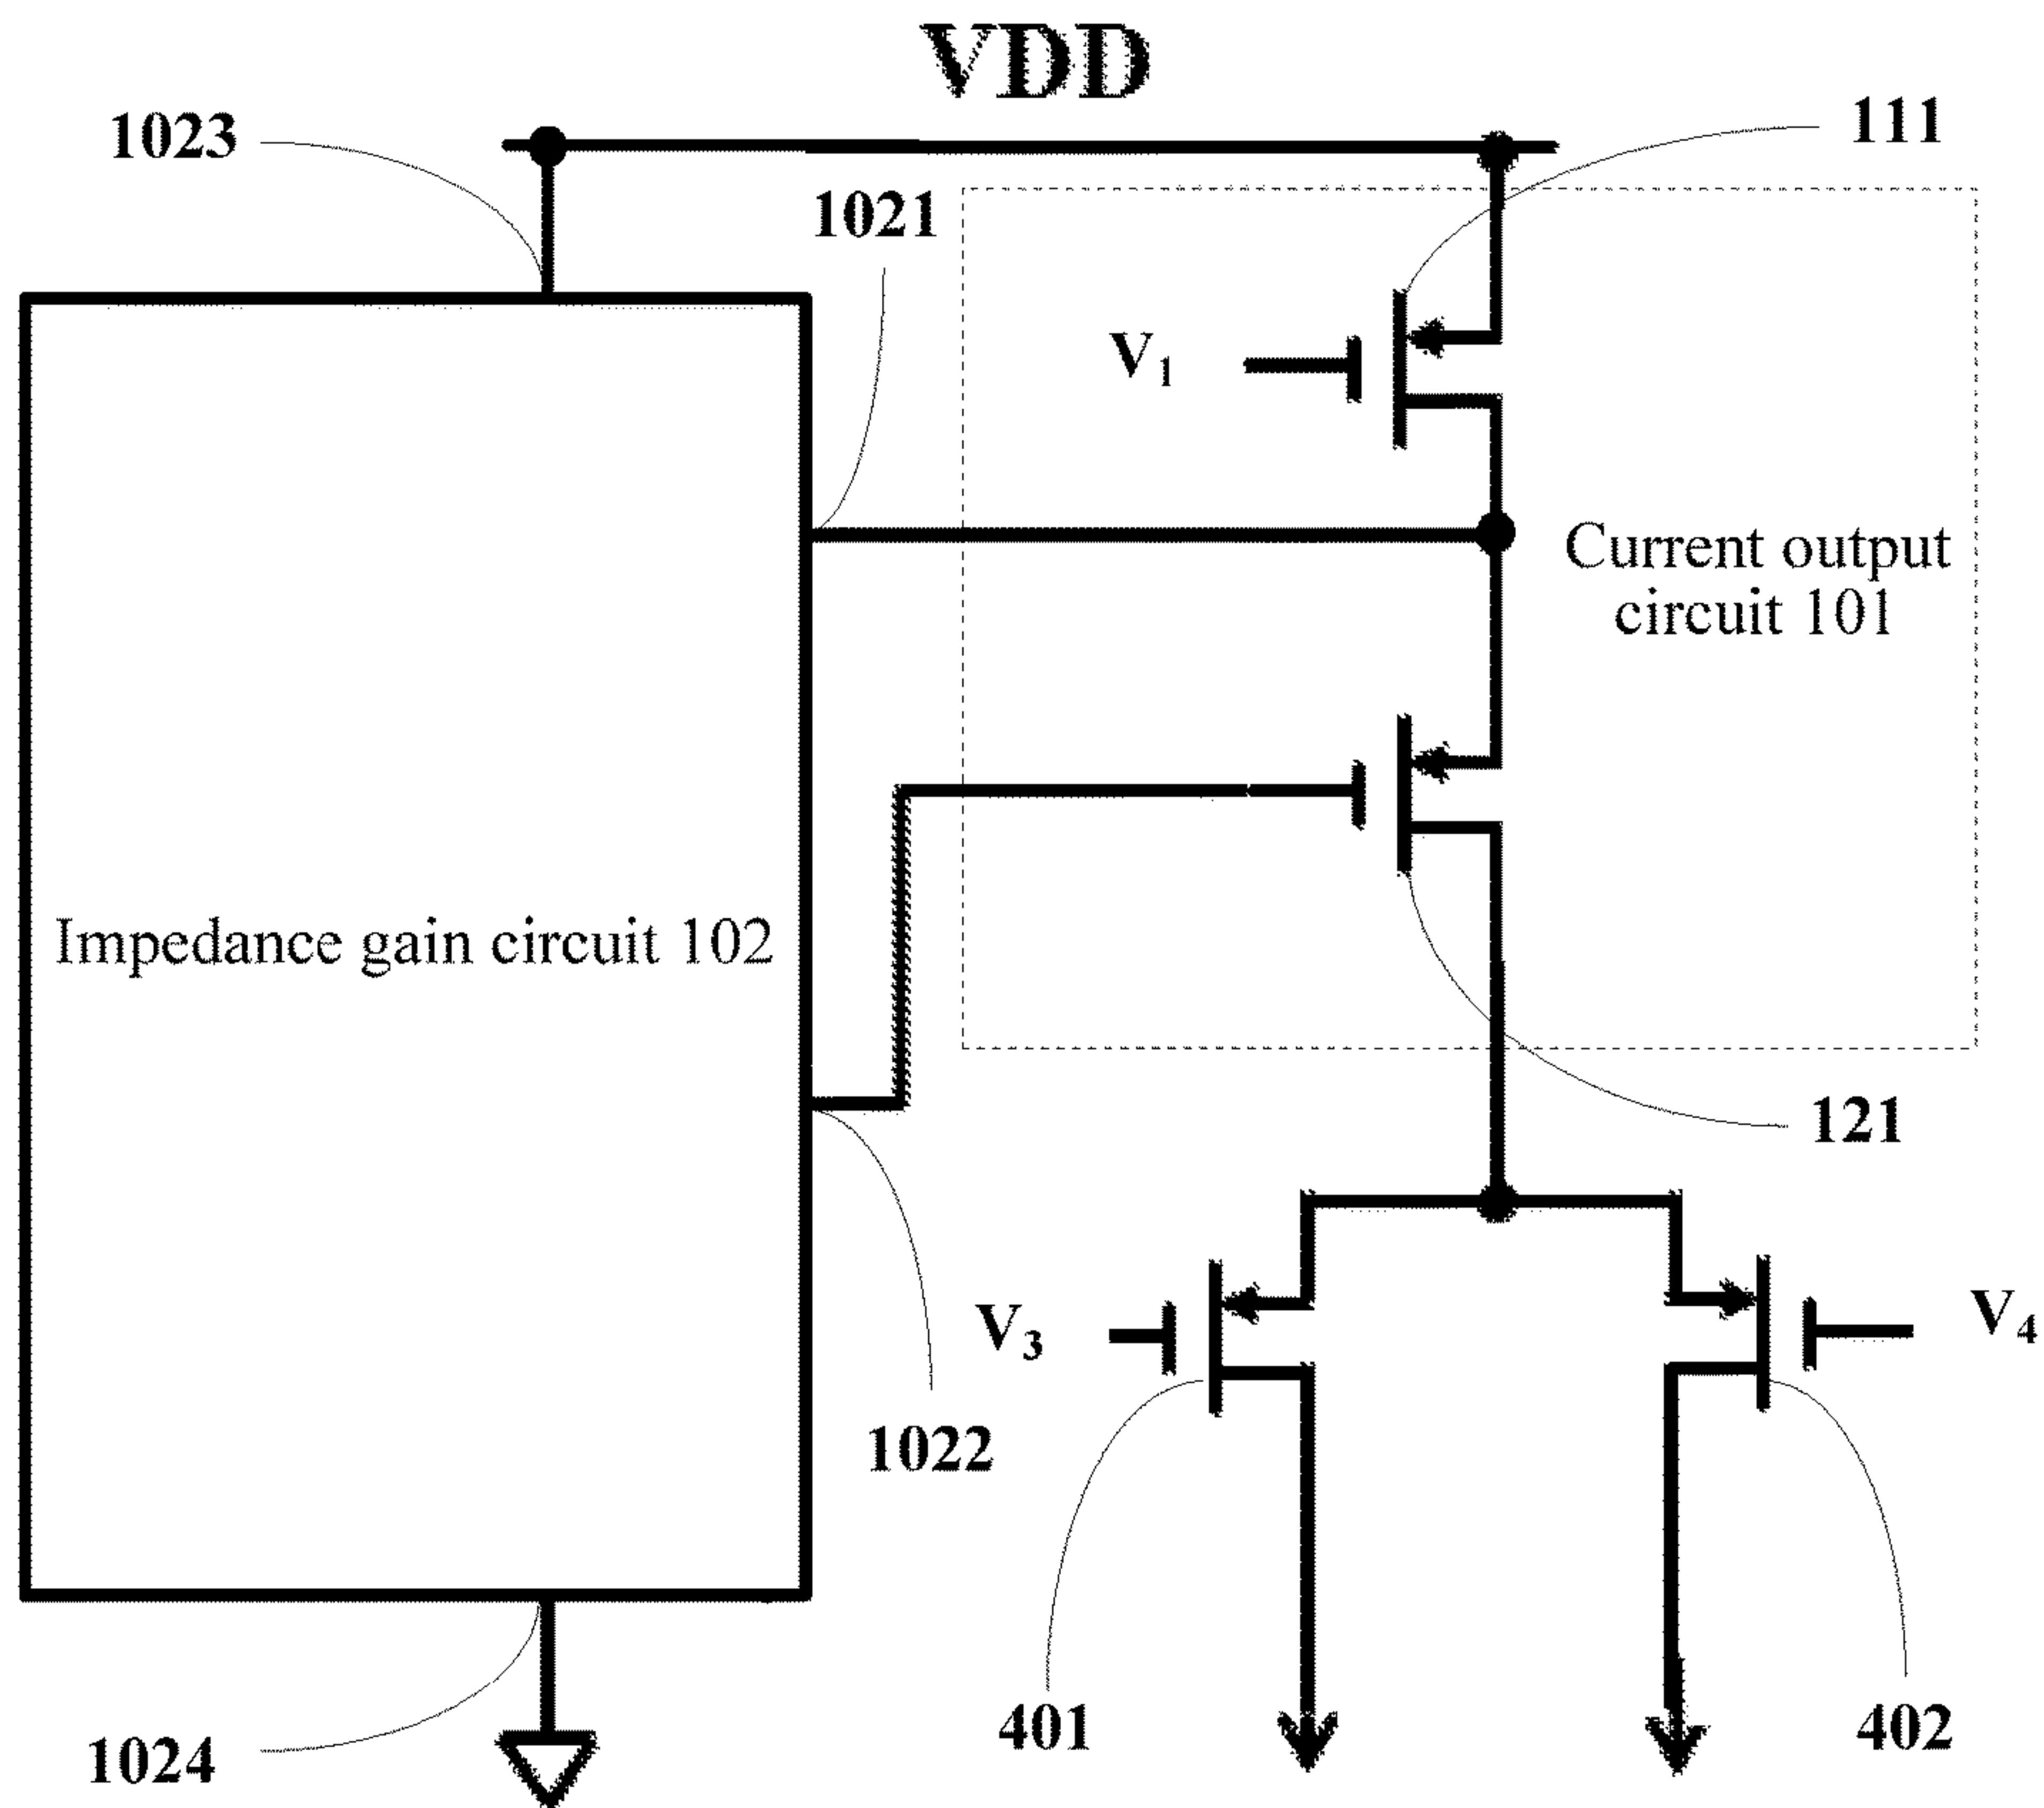 VDD
1023
111
1021
V₁
Current output
circuit 101
Impedance gain circuit 102
121
V₃
V₄
1022
401
402
1024